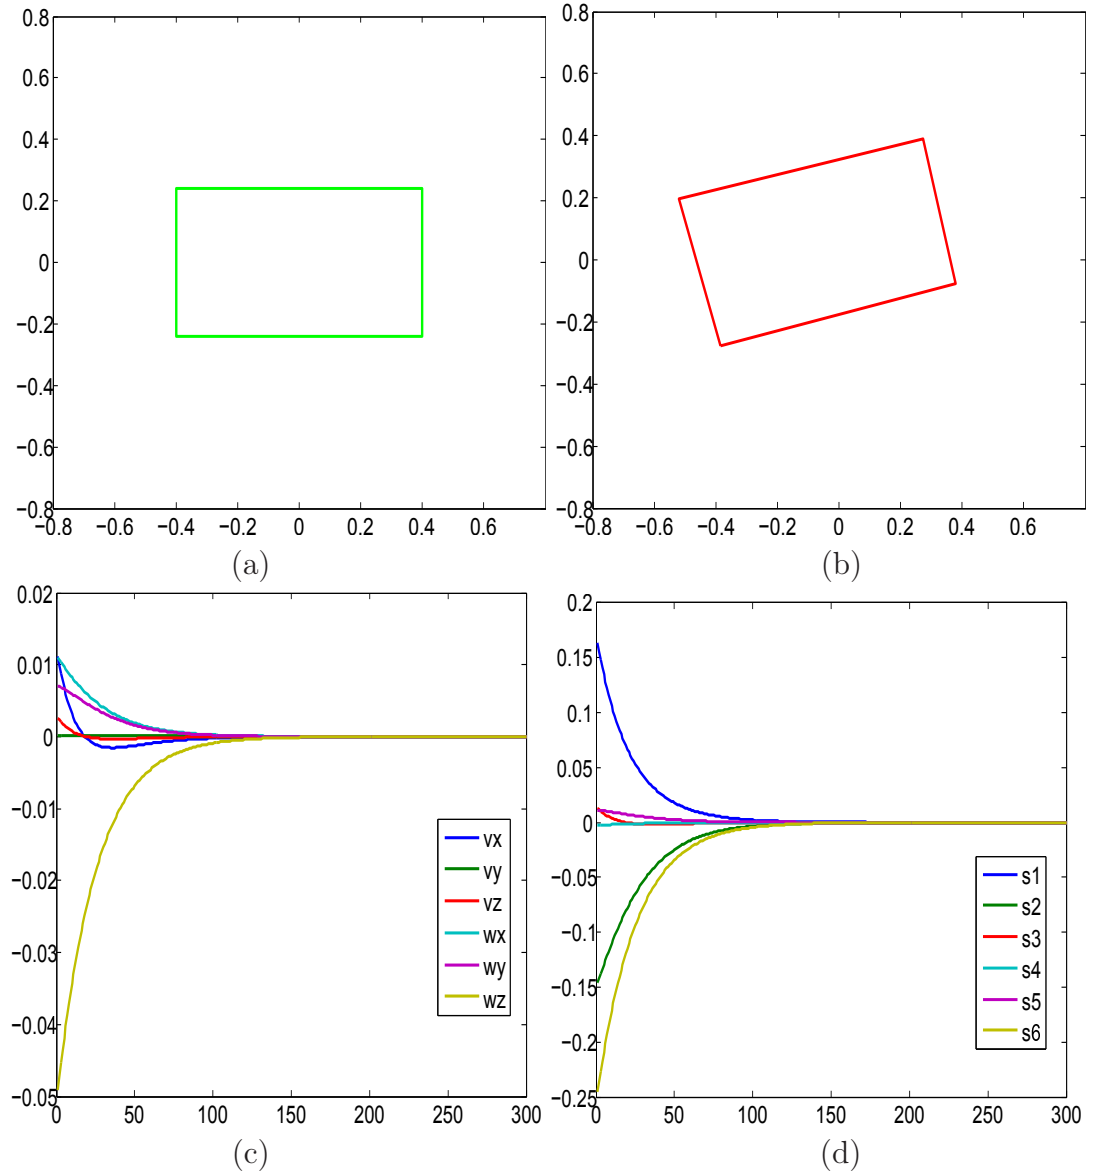 0.8
0.6
0.4
0.2
0
−0.2
−0.4
−0.6
−0.8
−0.8 −0.6 −0.4 −0.2 0 0.2 0.4 0.6
(a)
0.8
0.6
0.4
0.2
0
−0.2
−0.4
−0.6
−0.8
−0.8 −0.6 −0.4 −0.2 0 0.2 0.4 0.6
(b)
0.02
0.01
0
−0.01
−0.02
−0.03
−0.04
−0.05
0 50 100 150 200 250 300
vx
vy
vz
wx
wy
wz
(c)
0.2
0.15
0.1
0.05
0
−0.05
−0.1
−0.15
−0.2
−0.25
0 50 100 150 200 250 300
s1
s2
s3
s4
s5
s6
(d)